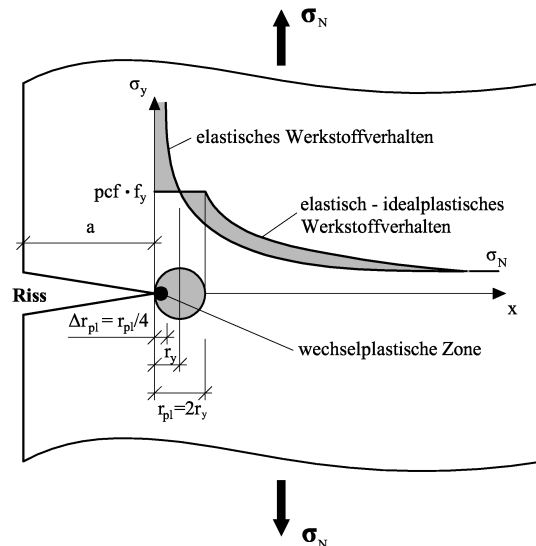 σN
σy
elastisches Werkstoffverhalten
pcf · fy
elastisch - idealplastisches
Werkstoffverhalten
a
σN
Riss
x
Δrpl = rpl/4
wechselplastische Zone
ry
rpl=2ry
σN